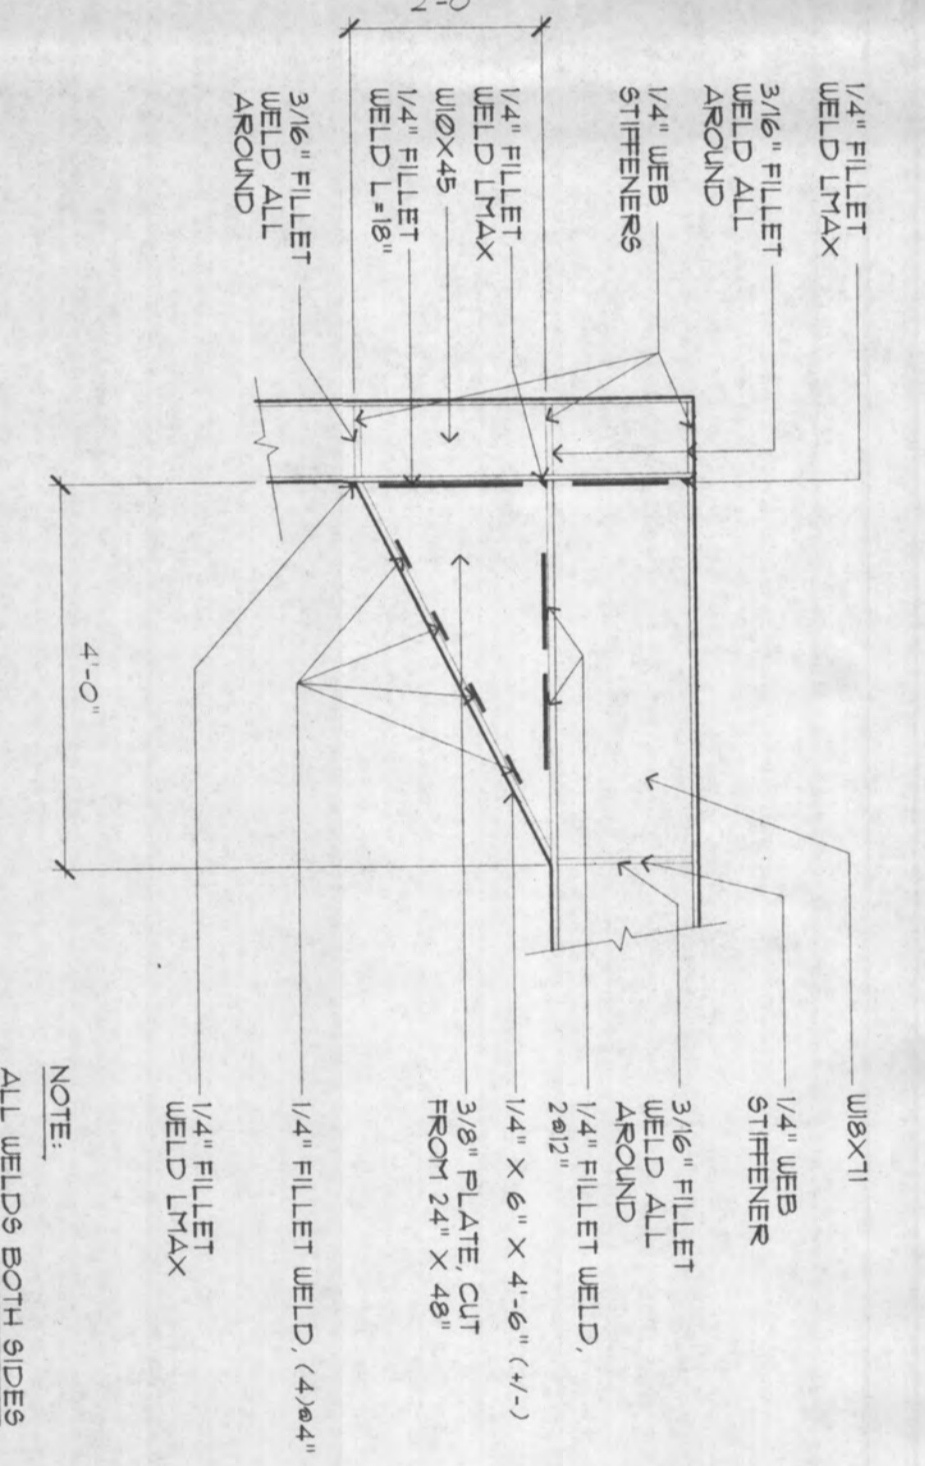 1/4" FILLET
WELD LMAX
3/16" FILLET
WELD ALL
AROUND
1/4" WEB
STIFFENERS
1/4" FILLET
WELD LMAX
W10X45
1/4" FILLET
WELD L=18"
3/16" FILLET
WELD ALL
AROUND
2'-0"
4'-0"
W18X71
1/4" WEB
STIFFENER
3/16" FILLET
WELD ALL
AROUND
1/4" FILLET WELD,
2@12"
1/4" X 6" X 4'-6" (+/-)
3/8" PLATE, CUT
FROM 24" X 48"
1/4" FILLET WELD, (4)@4"
1/4" FILLET
WELD LMAX
NOTE:
ALL WELDS BOTH SIDES